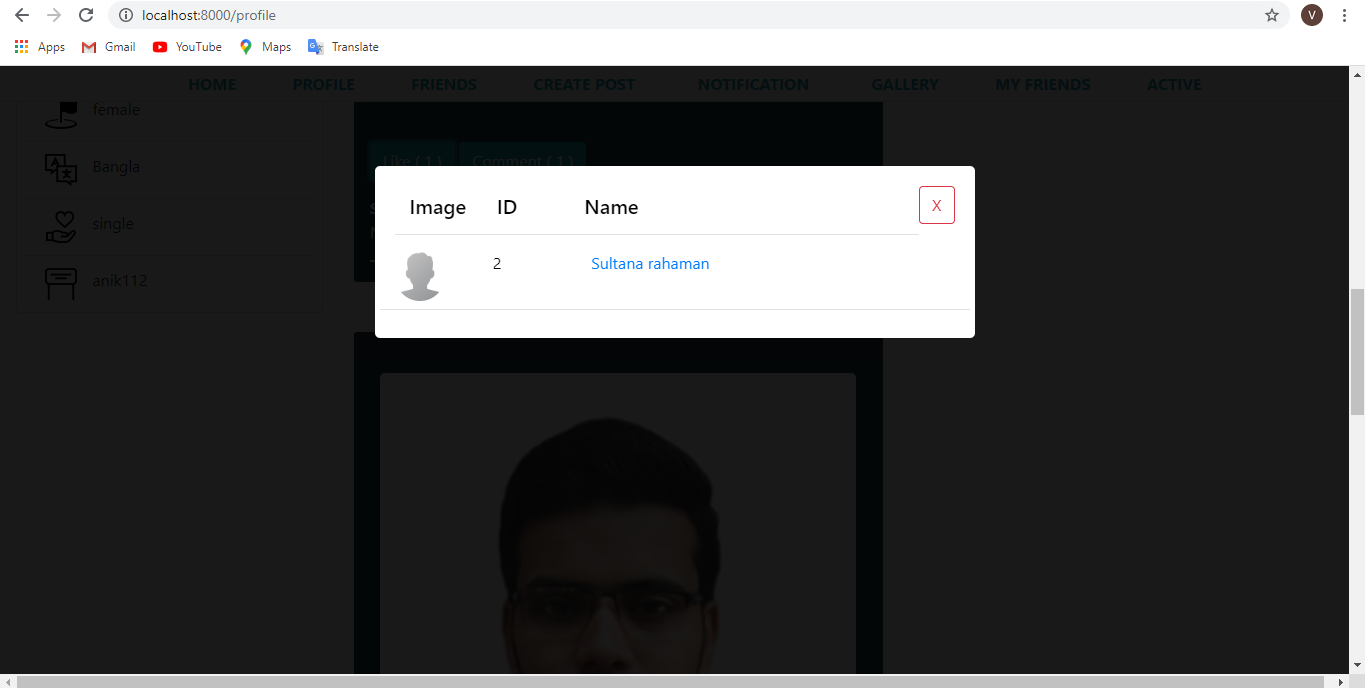 localhost:8000/profile
V
Apps Gmail YouTube Maps Translate
HOME PROFILE FRIENDS CREATE POST NOTIFICATION GALLERY MY FRIENDS ACTIVE
female
Bangla
single
anik112
Like ( 1 ) Comment ( 1 )
Image ID Name X
2 Sultana rahaman